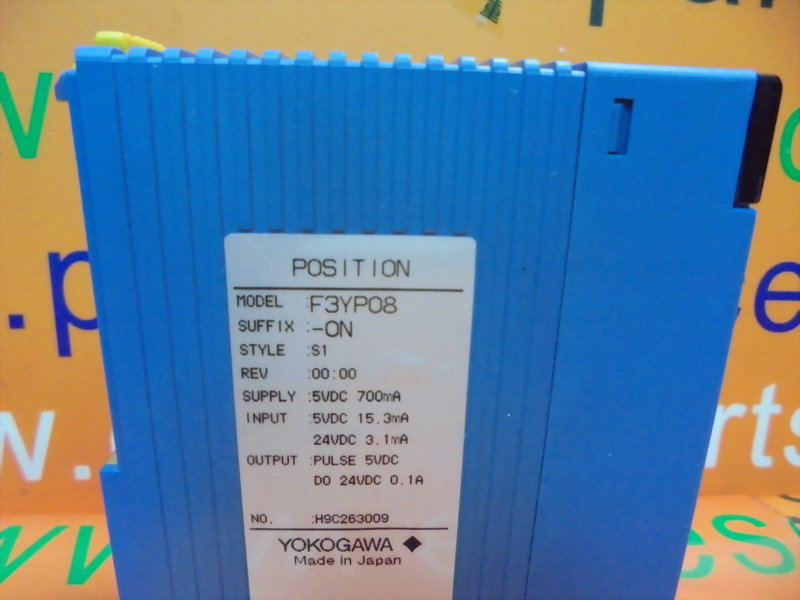 POSITION
MODEL :F3YP08
SUFFIX :-0N
STYLE :S1
REV :00:00
SUPPLY :5VDC 700mA
INPUT :5VDC 15.3mA
24VDC 3.1mA
OUTPUT :PULSE 5VDC
DO 24VDC 0.1A
NO. :H9C263009
YOKOGAWA ◆
Made in Japan